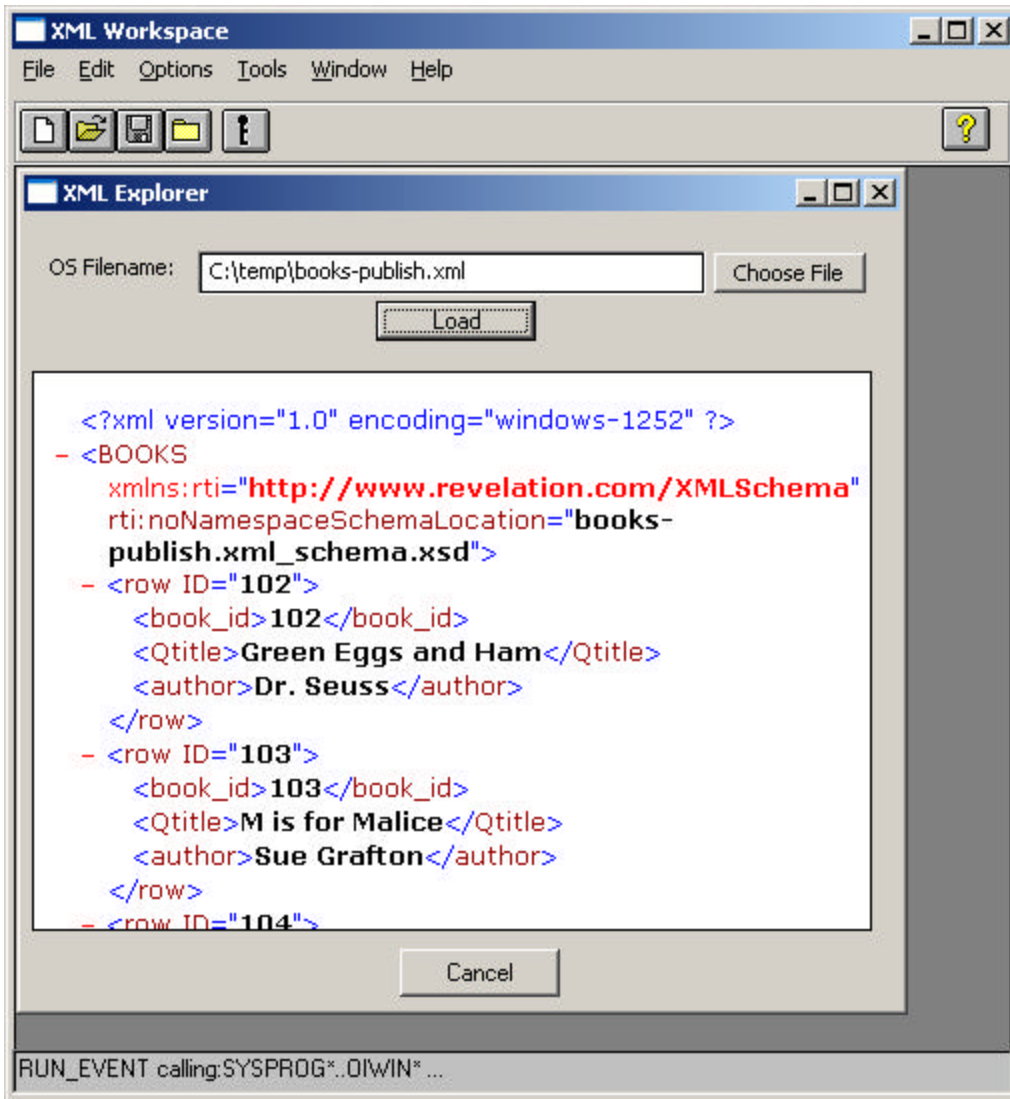 XML Workspace
File Edit Options Tools Window Help
XML Explorer
OS Filename: C:\temp\books-publish.xml Choose File
Load
<?xml version="1.0" encoding="windows-1252" ?>
- <BOOKS
xmlns:rti="http://www.revelation.com/XMLSchema"
rti:noNamespaceSchemaLocation="books-
publish.xml_schema.xsd">
- <row ID="102">
<book_id>102</book_id>
<Qtitle>Green Eggs and Ham</Qtitle>
<author>Dr. Seuss</author>
</row>
- <row ID="103">
<book_id>103</book_id>
<Qtitle>M is for Malice</Qtitle>
<author>Sue Grafton</author>
</row>
- <row ID="104">
Cancel
RUN_EVENT calling:SYSPROG*..OIWIN* ...